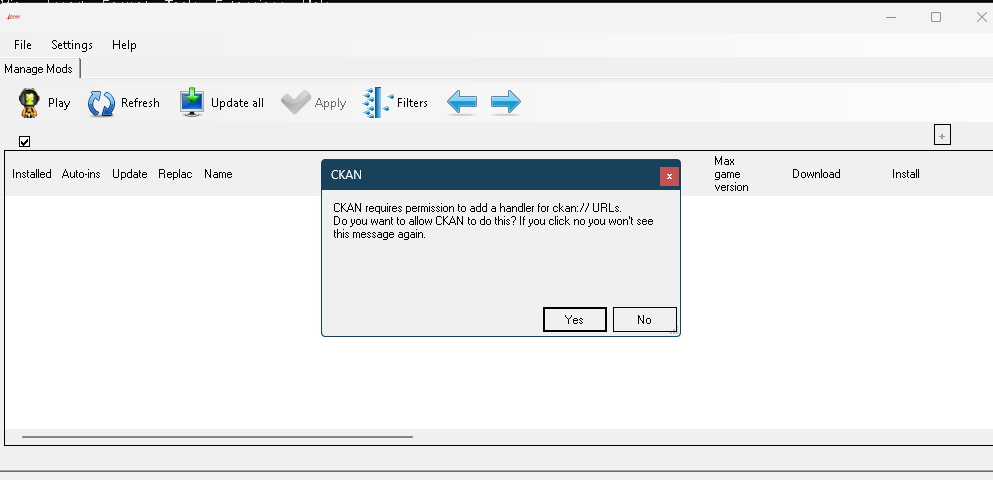 File Settings Help
Manage Mods
Play Refresh Update all Apply Filters
+
Installed Auto-ins Update Replac Name Max game version Download Install
CKAN
x
CKAN requires permission to add a handler for ckan:// URLs.
Do you want to allow CKAN to do this? If you click no you won't see
this message again.
Yes No